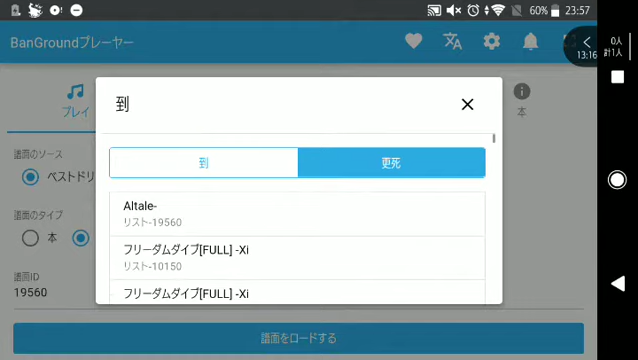 60% 23:57
BanGroundプレーヤー
0人
計1人
13:16
到
プレイ
本
譜面のソース
到
更死
ベストドリ
Altale-
リスト-19560
譜面のタイプ
本
フリーダムダイブ[FULL] -Xi
リスト-10150
譜面ID
19560
フリーダムダイブ[FULL] -Xi
譜面をロードする